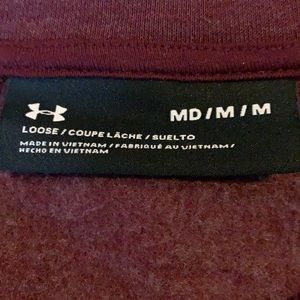 MD / M / M
LOOSE / COUPE LÂCHE / SUELTO
MADE IN VIETNAM / FABRIQUÉ AU VIETNAM /
HECHO EN VIETNAM